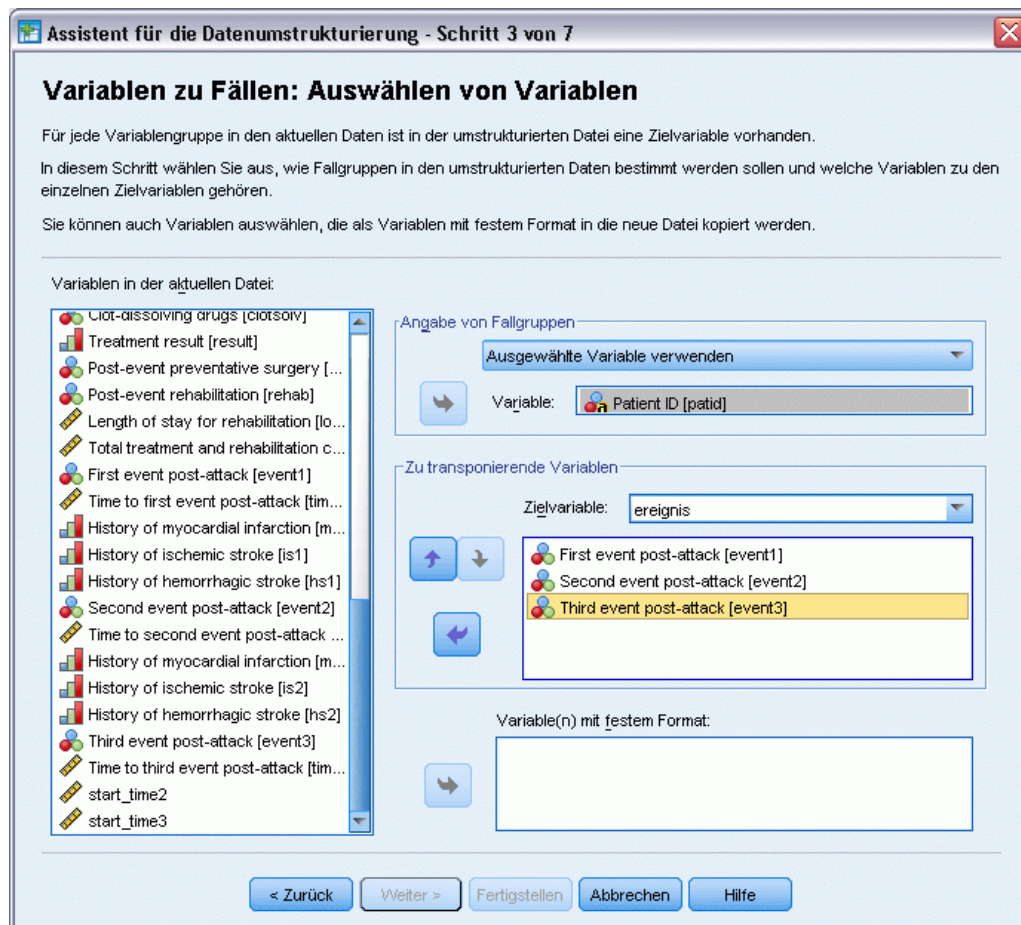 Assistent für die Datenumstrukturierung - Schritt 3 von 7
Variablen zu Fällen: Auswählen von Variablen
Für jede Variablengruppe in den aktuellen Daten ist in der umstrukturierten Datei eine Zielvariable vorhanden.
In diesem Schritt wählen Sie aus, wie Fallgruppen in den umstrukturierten Daten bestimmt werden sollen und welche Variablen zu den
einzelnen Zielvariablen gehören.
Sie können auch Variablen auswählen, die als Variablen mit festem Format in die neue Datei kopiert werden.
Variablen in der aktuellen Datei:
Clot-dissolving drugs [clotsolv]
Treatment result [result]
Post-event preventative surgery [...
Post-event rehabilitation [rehab]
Length of stay for rehabilitation [lo...
Total treatment and rehabilitation c...
First event post-attack [event1]
Time to first event post-attack [tim...
History of myocardial infarction [m...
History of ischemic stroke [is1]
History of hemorrhagic stroke [hs1]
Second event post-attack [event2]
Time to second event post-attack ...
History of myocardial infarction [m...
History of ischemic stroke [is2]
History of hemorrhagic stroke [hs2]
Third event post-attack [event3]
Time to third event post-attack [tim...
start_time2
start_time3
Angabe von Fallgruppen
Ausgewählte Variable verwenden
Variable: Patient ID [patid]
Zu transponierende Variablen
Zielvariable: ereignis
First event post-attack [event1]
Second event post-attack [event2]
Third event post-attack [event3]
Variable(n) mit festem Format:
< Zurück Weiter > Fertigstellen Abbrechen Hilfe